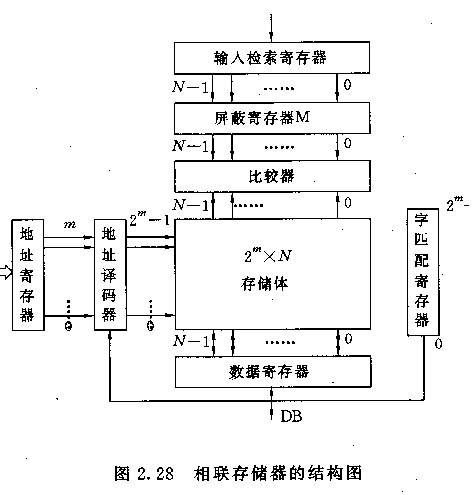 输入检索寄存器
N−1 …… 0
屏蔽寄存器M
N−1 …… 0
比较器
N−1 …… 0
地址寄存器
m
0
地址译码器
2^m−1
0
2^m×N
存储体
字匹配寄存器
2^m−
0
N−1 …… 0
数据寄存器
DB
图 2.28 相联存储器的结构图